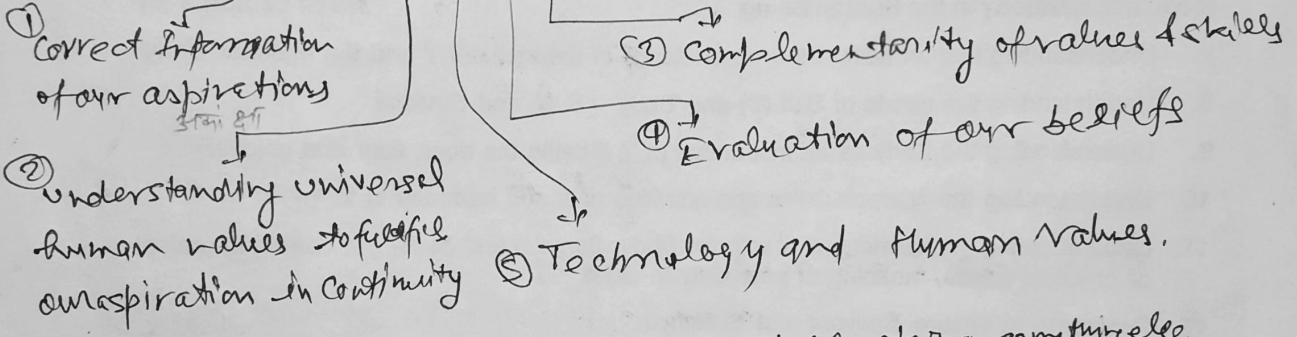 ①
Correct Information
of our aspirations
आकांक्षा
② understanding universal
human values to fulfill
our aspiration in continuity
(3) Complementarity of values & skills
④ Evaluation of our beliefs
⑤ Technology and Human values.